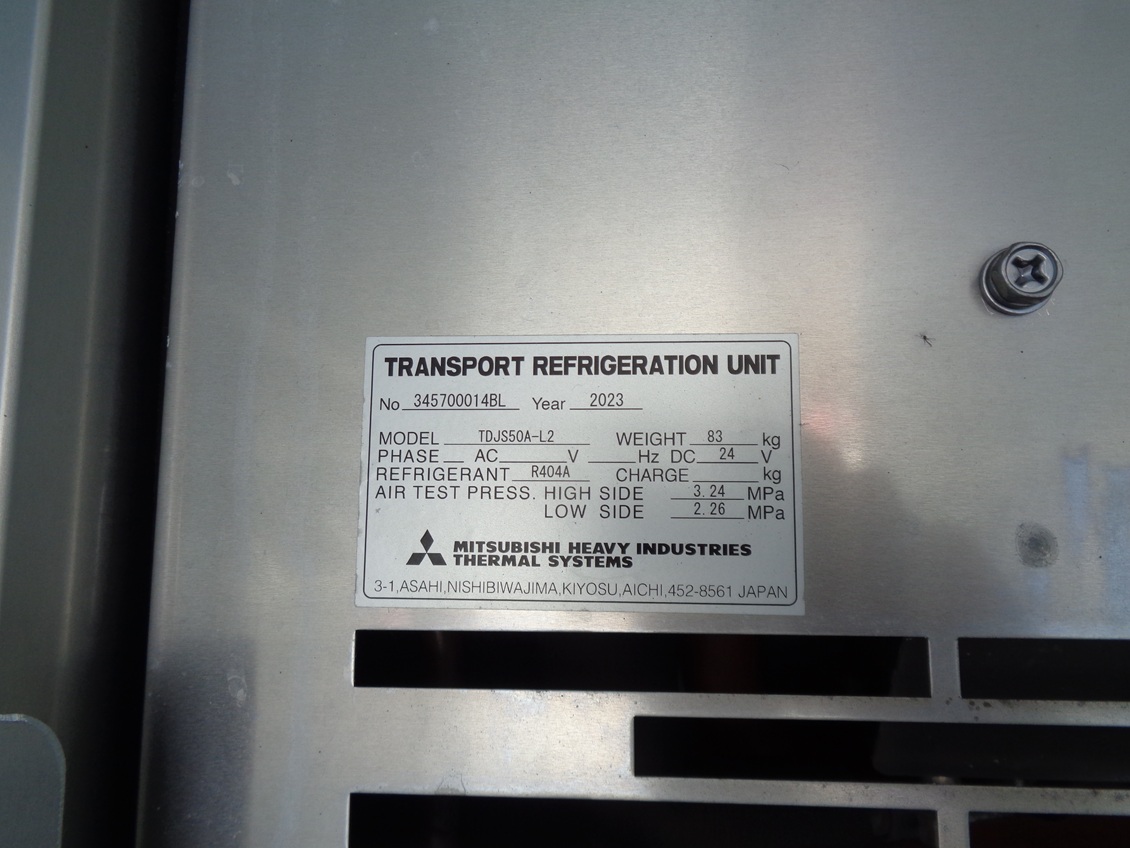 TRANSPORT REFRIGERATION UNIT
No 345700014BL Year 2023
MODEL TDJS50A-L2 WEIGHT 83 kg
PHASE AC V Hz DC 24 V
REFRIGERANT R404A CHARGE kg
AIR TEST PRESS. HIGH SIDE 3.24 MPa
LOW SIDE 2.26 MPa
MITSUBISHI HEAVY INDUSTRIES
THERMAL SYSTEMS
3-1,ASAHI,NISHIBIWAJIMA,KIYOSU,AICHI,452-8561 JAPAN